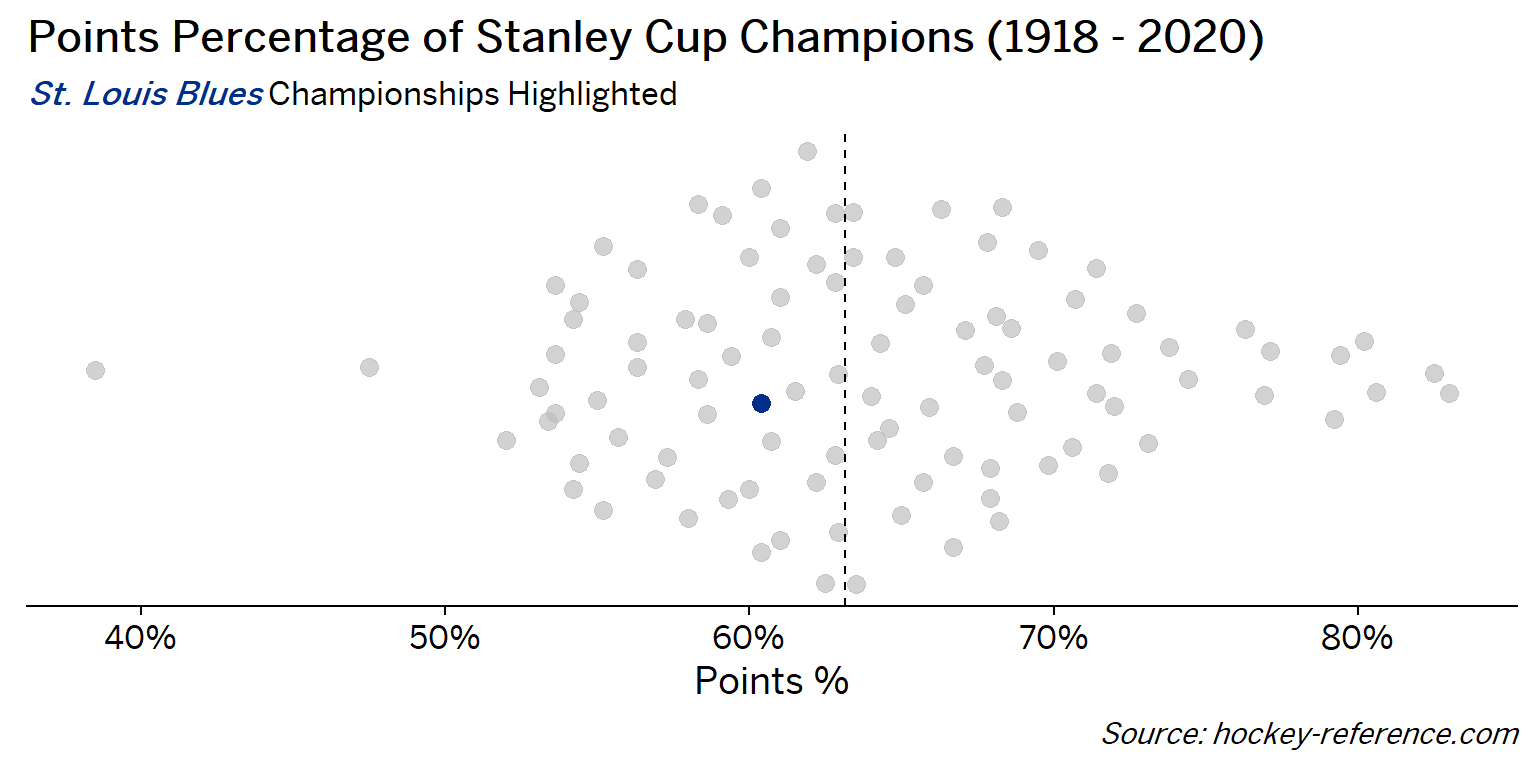 Points Percentage of Stanley Cup Champions (1918 - 2020)
St. Louis Blues Championships Highlighted
40% 50% 60% 70% 80%
Points %
Source: hockey-reference.com